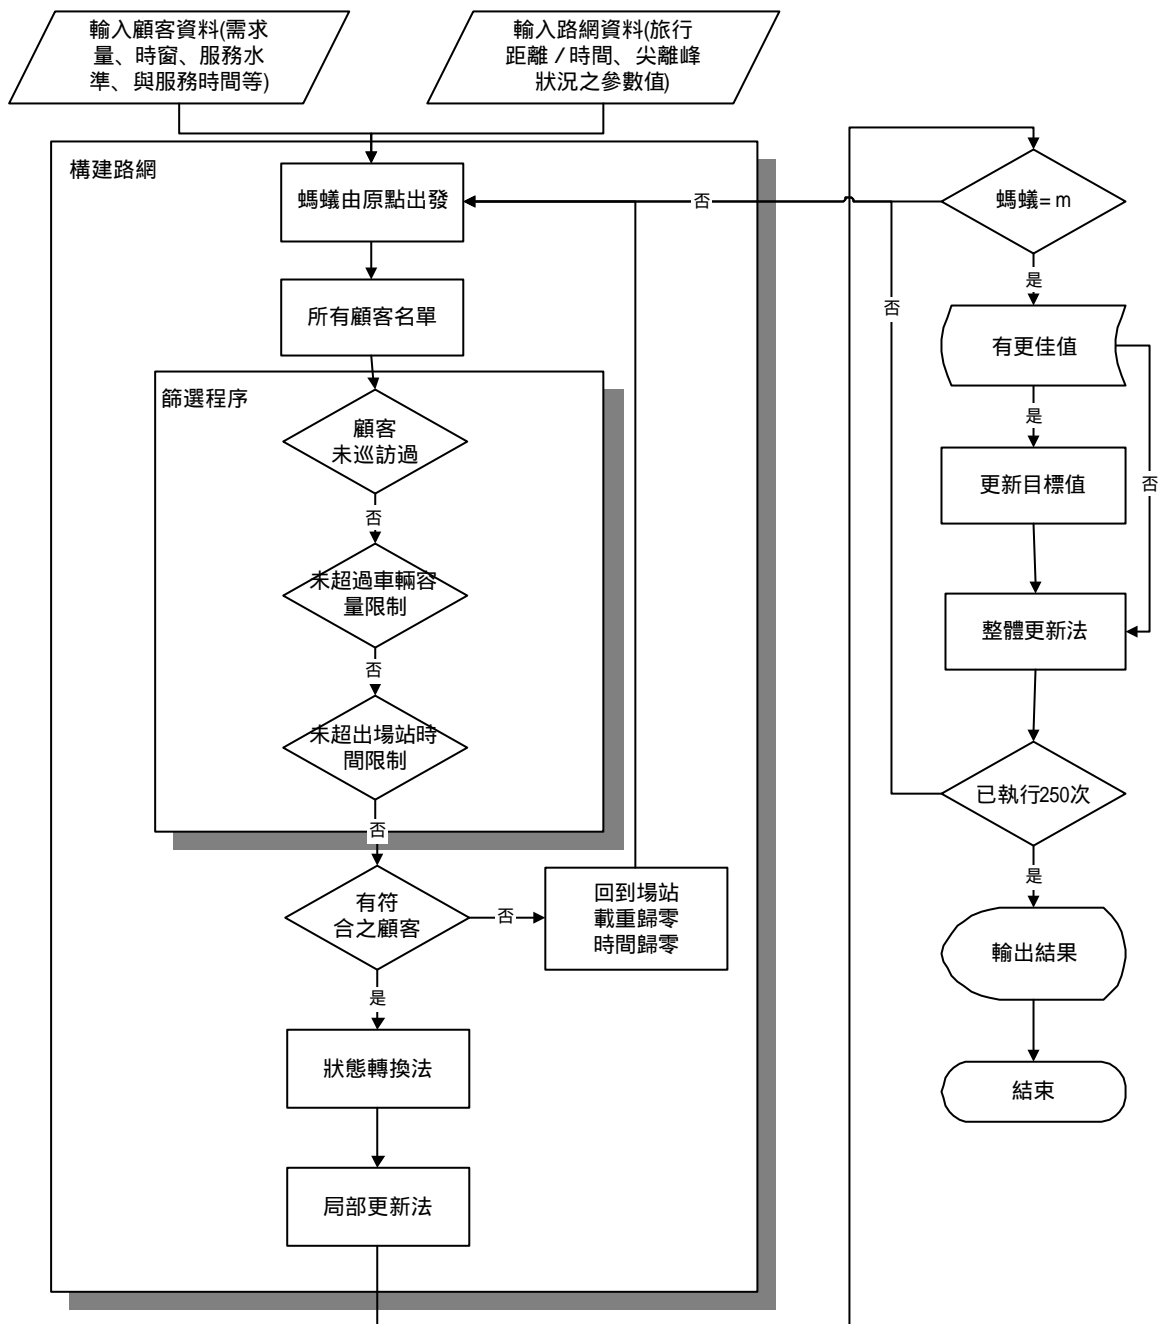 輸入顧客資料(需求
量、時窗、服務水
準、與服務時間等)
輸入路網資料(旅行
距離/時間、尖離峰
狀況之參數值)
構建路網
螞蟻由原點出發
所有顧客名單
篩選程序
顧客
未巡訪過
否
未超過車輛容
量限制
否
未超出場站時
間限制
否
有符
合之顧客
否
回到場站
載重歸零
時間歸零
是
狀態轉換法
局部更新法
螞蟻=m
否
是
有更佳值
否
是
更新目標值
整體更新法
已執行250次
否
是
輸出結果
結束